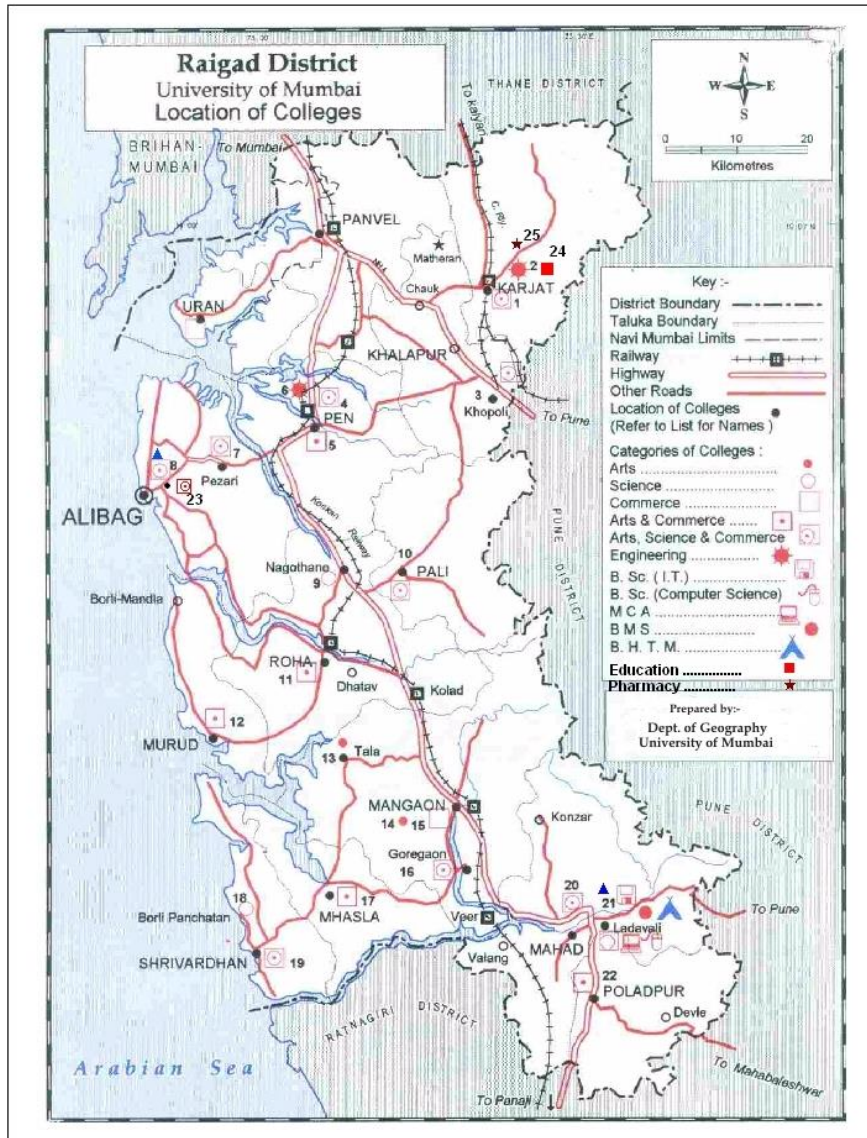 Raigad District
University of Mumbai
Location of Colleges
THANE DISTRICT
N
W E
S
0 10 20
Kilometres
BRIHAN-
MUMBAI
To Mumbai
To kalyan
C. Rly.
PANVEL
Matheran
25
24
2
NH4
Chauk
KARJAT
1
URAN
KHALAPUR
3
Khopoli
To Pune
6
4
PEN
5
7
8
Pezari
23
ALIBAG
Konkan Railway
PUNE DISTRICT
Nagothane
9
10
PALI
Borli-Mandla
ROHA
11
Dhatav
Kolad
12
MURUD
Tala
13
MANGAON
14
15
Konzar
PUNE DISTRICT
Goregaon
16
MHASLA
17
18
Borli Panchatan
SHRIVARDHAN
19
Veer
20
21
Ladavali
To Pune
MAHAD
Valang
22
POLADPUR
Devle
RATNAGIRI DISTRICT
To Mahabaleshwar
To Panaji
Arabian Sea
Key :-
District Boundary
Taluka Boundary
Navi Mumbai Limits
Railway
Highway
Other Roads
Location of Colleges
(Refer to List for Names )
Categories of Colleges :
Arts
Science
Commerce
Arts & Commerce
Arts, Science & Commerce
Engineering
B. Sc. ( I.T.)
B. Sc. (Computer Science)
M C A
B M S
B. H. T. M.
Education
Pharmacy
Prepared by:-
Dept. of Geography
University of Mumbai